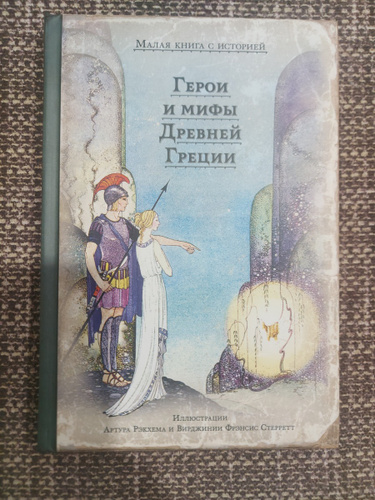 Малая книга с историей
Герои
и мифы
Древней
Греции
Иллюстрации
Артура Рэкхема и Вирджинии Фрэнсис Стерретт